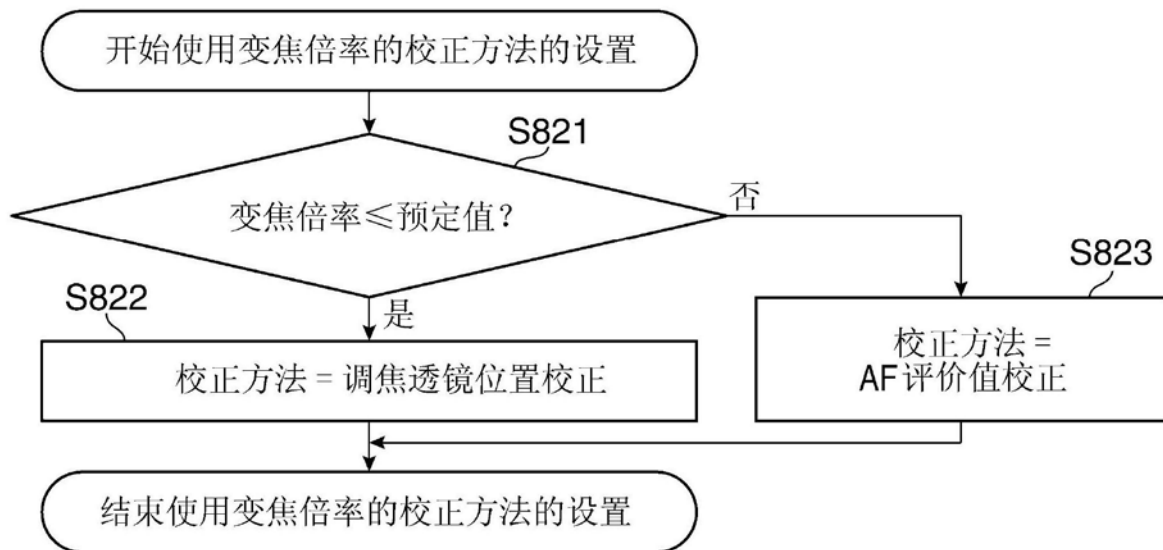 开始使用变焦倍率的校正方法的设置
S821
变焦倍率≤预定值?
否
S823
S822
是
校正方法 =
AF评价值校正
校正方法 = 调焦透镜位置校正
结束使用变焦倍率的校正方法的设置